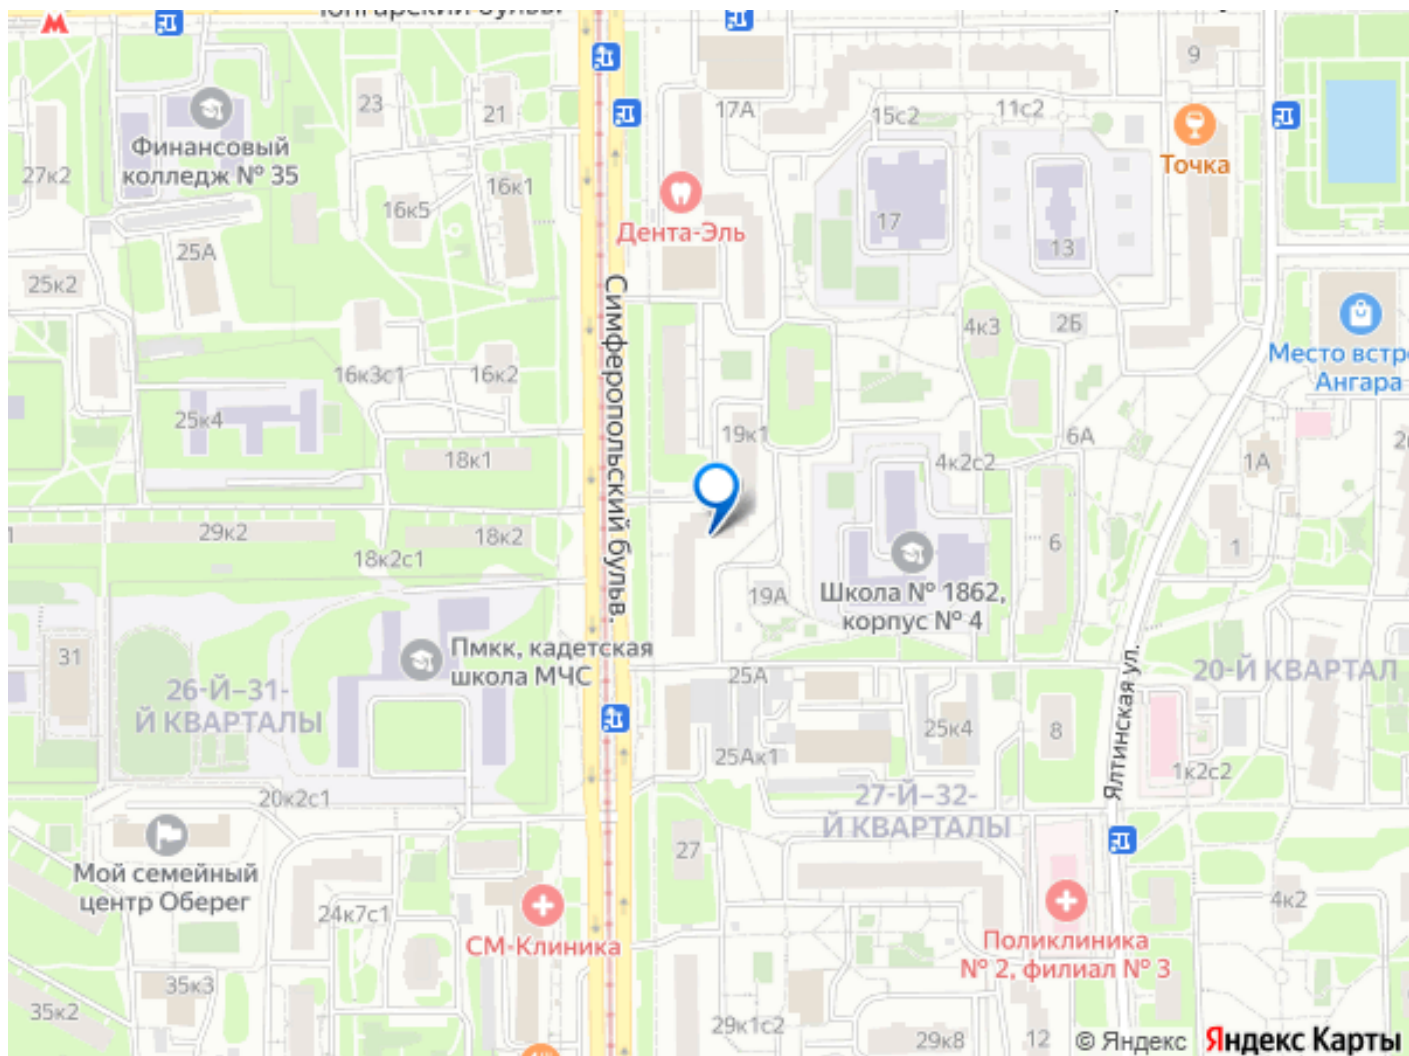 Чонгарский бульв.
М
9
23
21
17А
15с2
11с2
Финансовый
колледж № 35
Точка
27к2
16к1
16к5
17
13
Дента-Эль
25А
25к2
4к3
2Б
Место встре
Ангара
16к3с1
16к2
25к4
19к1
6А
18к1
4к2с2
1А
Симферопольский бульв.
29к2
18к2
18к2с1
6
1
Школа № 1862,
корпус № 4
19А
31
Пмкк, кадетская
школа МЧС
26-Й–31-
Й КВАРТАЛЫ
25А
20-Й КВАРТАЛ
Ялтинская ул.
25к4
8
25Ак1
1к2с2
20к2с1
27-Й–32-
Й КВАРТАЛЫ
27
Мой семейный
центр Оберег
24к7с1
СМ-Клиника
4к2
Поликлиника
№ 2, филиал № 3
35к3
35к2
29к1с2
29к8
12
© Яндекс
Яндекс Карты